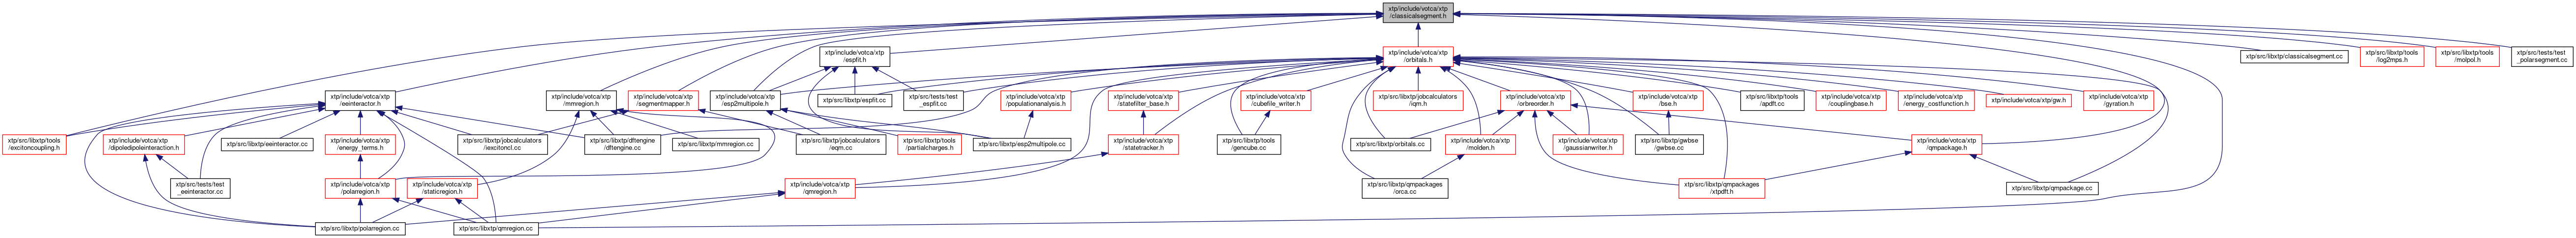 xtp/include/votca/xtp
/classicalsegment.h
xtp/include/votca/xtp
/espfit.h
xtp/include/votca/xtp
/orbitals.h
xtp/src/libxtp/classicalsegment.cc
xtp/src/libxtp/tools
/log2mps.h
xtp/src/libxtp/tools
/molpol.h
xtp/src/tests/test
_polarsegment.cc
xtp/include/votca/xtp
/eeinteractor.h
xtp/include/votca/xtp
/mmregion.h
xtp/include/votca/xtp
/segmentmapper.h
xtp/include/votca/xtp
/esp2multipole.h
xtp/src/libxtp/espfit.cc
xtp/src/tests/test
_espfit.cc
xtp/include/votca/xtp
/populationanalysis.h
xtp/include/votca/xtp
/statefilter_base.h
xtp/include/votca/xtp
/cubefile_writer.h
xtp/src/libxtp/jobcalculators
/iqm.h
xtp/include/votca/xtp
/orbreorder.h
xtp/include/votca/xtp
/bse.h
xtp/src/libxtp/tools
/apdft.cc
xtp/include/votca/xtp
/couplingbase.h
xtp/include/votca/xtp
/energy_costfunction.h
xtp/include/votca/xtp/gw.h
xtp/include/votca/xtp
/gyration.h
xtp/src/libxtp/tools
/excitoncoupling.h
xtp/include/votca/xtp
/dipoledipoleinteraction.h
xtp/src/libxtp/eeinteractor.cc
xtp/include/votca/xtp
/energy_terms.h
xtp/src/libxtp/jobcalculators
/iexcitoncl.cc
xtp/src/libxtp/dftengine
/dftengine.cc
xtp/src/libxtp/mmregion.cc
xtp/src/libxtp/jobcalculators
/eqm.cc
xtp/src/libxtp/tools
/partialcharges.h
xtp/src/libxtp/esp2multipole.cc
xtp/include/votca/xtp
/statetracker.h
xtp/src/libxtp/tools
/gencube.cc
xtp/src/libxtp/orbitals.cc
xtp/include/votca/xtp
/molden.h
xtp/include/votca/xtp
/gaussianwriter.h
xtp/src/libxtp/gwbse
/gwbse.cc
xtp/include/votca/xtp
/qmpackage.h
xtp/src/tests/test
_eeinteractor.cc
xtp/include/votca/xtp
/polarregion.h
xtp/include/votca/xtp
/staticregion.h
xtp/include/votca/xtp
/qmregion.h
xtp/src/libxtp/qmpackages
/orca.cc
xtp/src/libxtp/qmpackages
/xtpdft.h
xtp/src/libxtp/qmpackage.cc
xtp/src/libxtp/polarregion.cc
xtp/src/libxtp/qmregion.cc